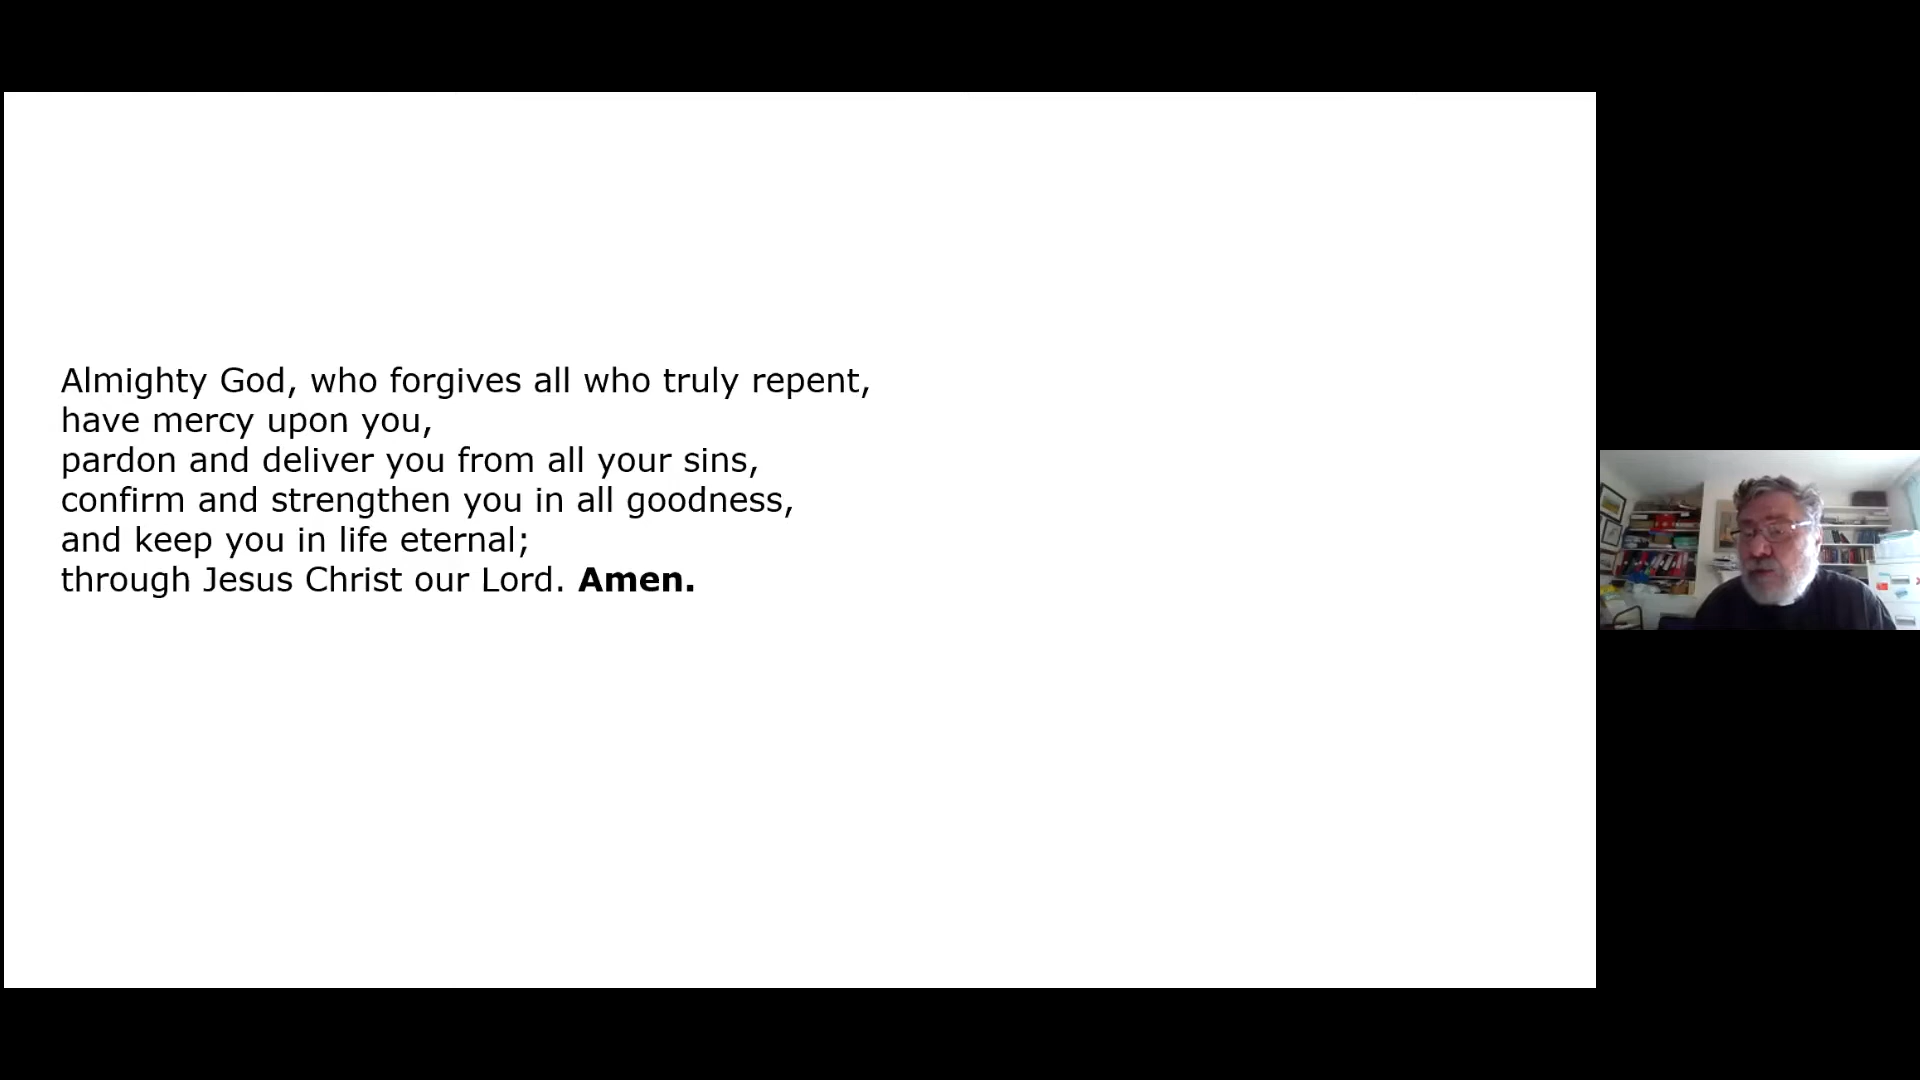 Almighty God, who forgives all who truly repent,
have mercy upon you,
pardon and deliver you from all your sins,
confirm and strengthen you in all goodness,
and keep you in life eternal;
through Jesus Christ our Lord. Amen.